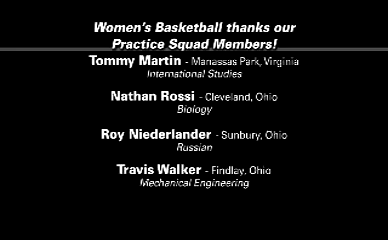 Women's Basketball thanks our
Practice Squad Members!
Tommy Martin - Manassas Park, Virginia
International Studies
Nathan Rossi - Cleveland, Ohio
Biology
Roy Niederlander - Sunbury, Ohio
Russian
Travis Walker - Findlay, Ohio
Mechanical Engineering